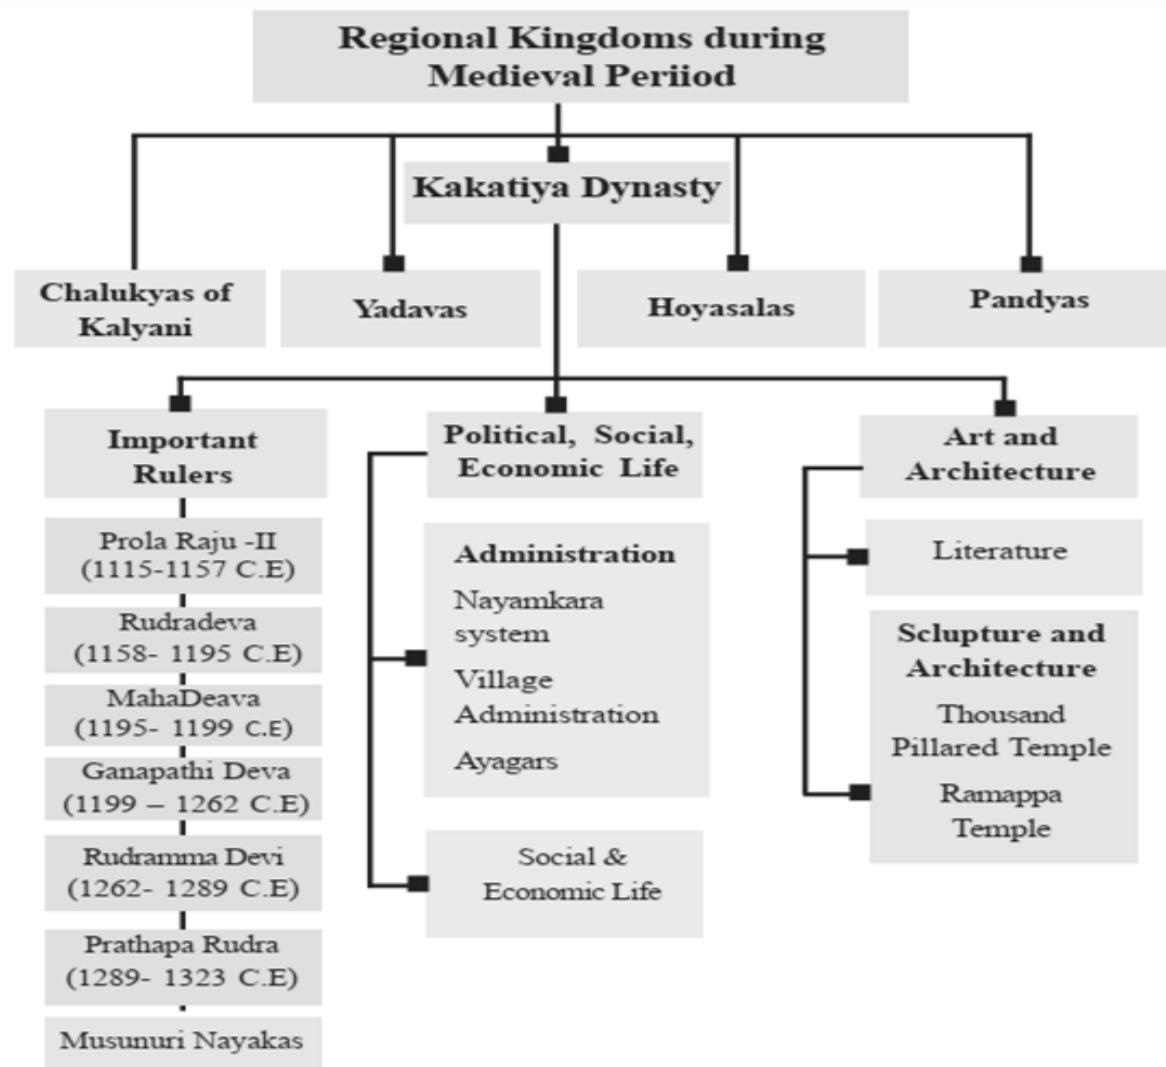 Regional Kingdoms during
Medieval Periiod
Kakatiya Dynasty
Chalukyas of
Kalyani
Yadavas
Hoyasalas
Pandyas
Important
Rulers
Prola Raju -II
(1115-1157 C.E)
Rudradeva
(1158- 1195 C.E)
MahaDeava
(1195- 1199 C.E)
Ganapathi Deva
(1199 – 1262 C.E)
Rudramma Devi
(1262- 1289 C.E)
Prathapa Rudra
(1289- 1323 C.E)
Musunuri Nayakas
Political, Social,
Economic Life
Administration
Nayamkara
system
Village
Administration
Ayagars
Social &
Economic Life
Art and
Architecture
Literature
Sclupture and
Architecture
Thousand
Pillared Temple
Ramappa
Temple